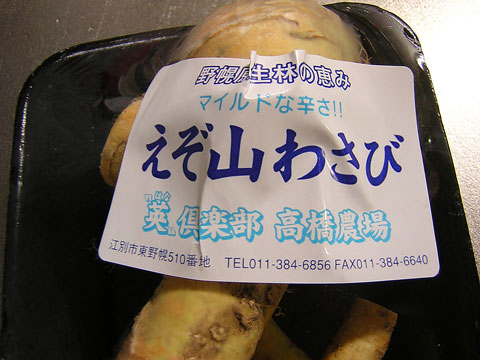 野幌原生林の恵み
マイルドな辛さ!!
えぞ山わさび
英倶楽部 高橋農場
江別市東野幌510番地 TEL011-384-6856 FAX011-384-6640